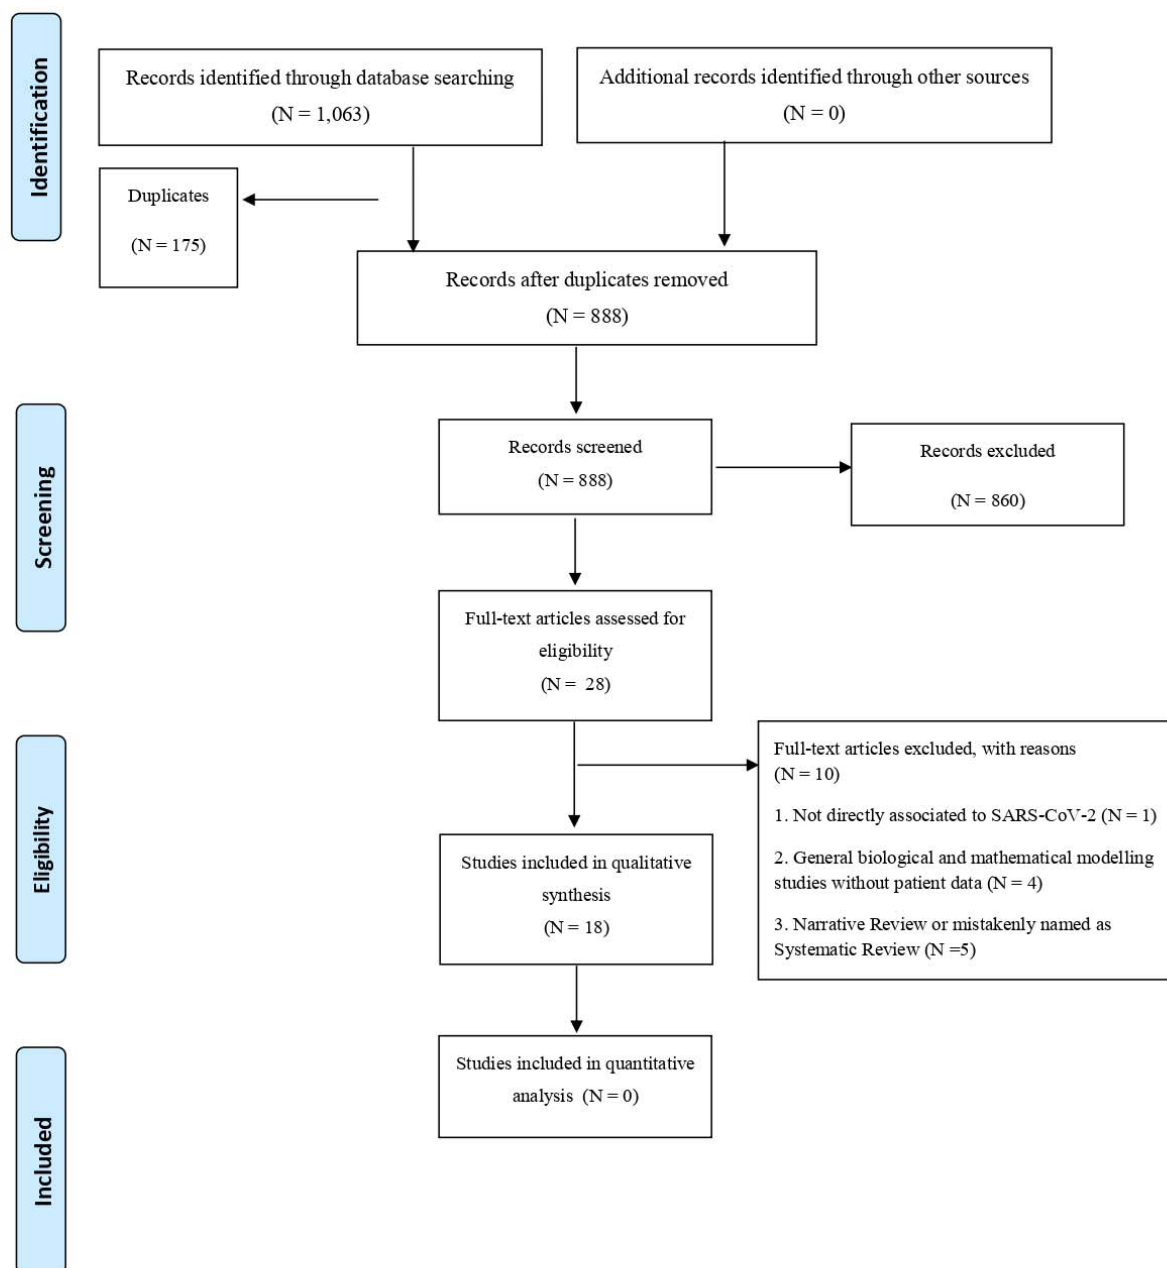 Identification
Records identified through database searching
(N = 1,063)
Additional records identified through other sources
(N = 0)
Duplicates
(N = 175)
Records after duplicates removed
(N = 888)
Screening
Records screened
(N = 888)
Records excluded
(N = 860)
Full-text articles assessed for
eligibility
(N = 28)
Eligibility
Full-text articles excluded, with reasons
(N = 10)
1. Not directly associated to SARS-CoV-2 (N = 1)
2. General biological and mathematical modelling
studies without patient data (N = 4)
3. Narrative Review or mistakenly named as
Systematic Review (N =5)
Studies included in qualitative
synthesis
(N = 18)
Included
Studies included in quantitative
analysis (N = 0)